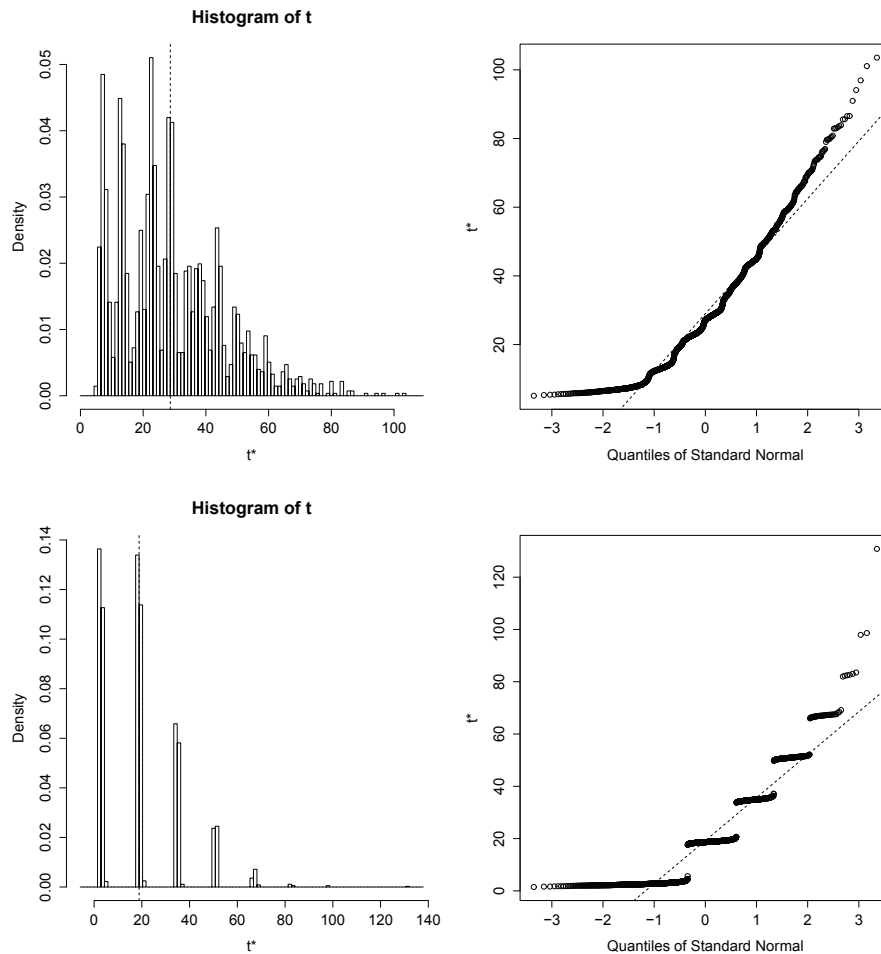 Histogram of t
Density
0.00 0.01 0.02 0.03 0.04 0.05
0 20 40 60 80 100
t*
t*
20 40 60 80 100
−3 −2 −1 0 1 2 3
Quantiles of Standard Normal
Histogram of t
Density
0.00 0.02 0.04 0.06 0.08 0.10 0.12 0.14
0 20 40 60 80 100 120 140
t*
t*
0 20 40 60 80 100 120
−3 −2 −1 0 1 2 3
Quantiles of Standard Normal